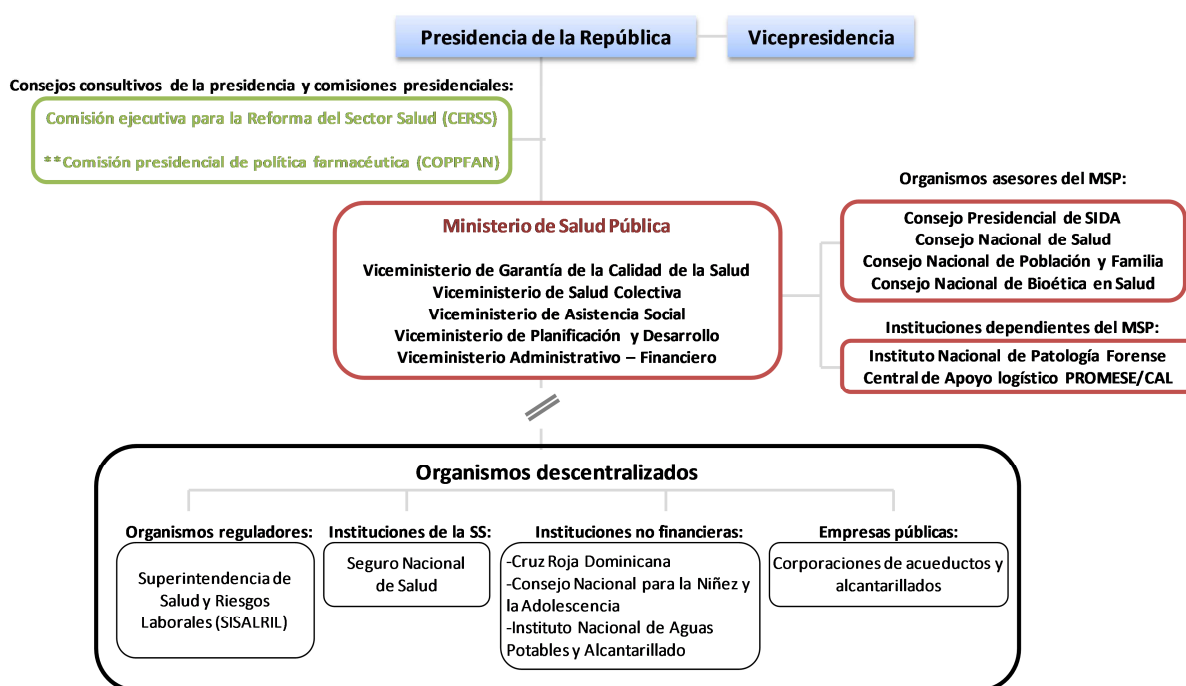 Presidencia de la República
Vicepresidencia
Consejos consultivos de la presidencia y comisiones presidenciales:
Comisión ejecutiva para la Reforma del Sector Salud (CERSS)
**Comisión presidencial de política farmacéutica (COPPFAN)
Organismos asesores del MSP:
Consejo Presidencial de SIDA
Consejo Nacional de Salud
Consejo Nacional de Población y Familia
Consejo Nacional de Bioética en Salud
Ministerio de Salud Pública
Viceministerio de Garantía de la Calidad de la Salud
Viceministerio de Salud Colectiva
Viceministerio de Asistencia Social
Viceministerio de Planificación y Desarrollo
Viceministerio Administrativo – Financiero
Instituciones dependientes del MSP:
Instituto Nacional de Patología Forense
Central de Apoyo logístico PROMESE/CAL
Organismos descentralizados
Organismos reguladores:
Superintendencia de
Salud y Riesgos
Laborales (SISALRIL)
Instituciones de la SS:
Seguro Nacional
de Salud
Instituciones no financieras:
-Cruz Roja Dominicana
-Consejo Nacional para la Niñez y
la Adolescencia
-Instituto Nacional de Aguas
Potables y Alcantarillado
Empresas públicas:
Corporaciones de acueductos y
alcantarillados